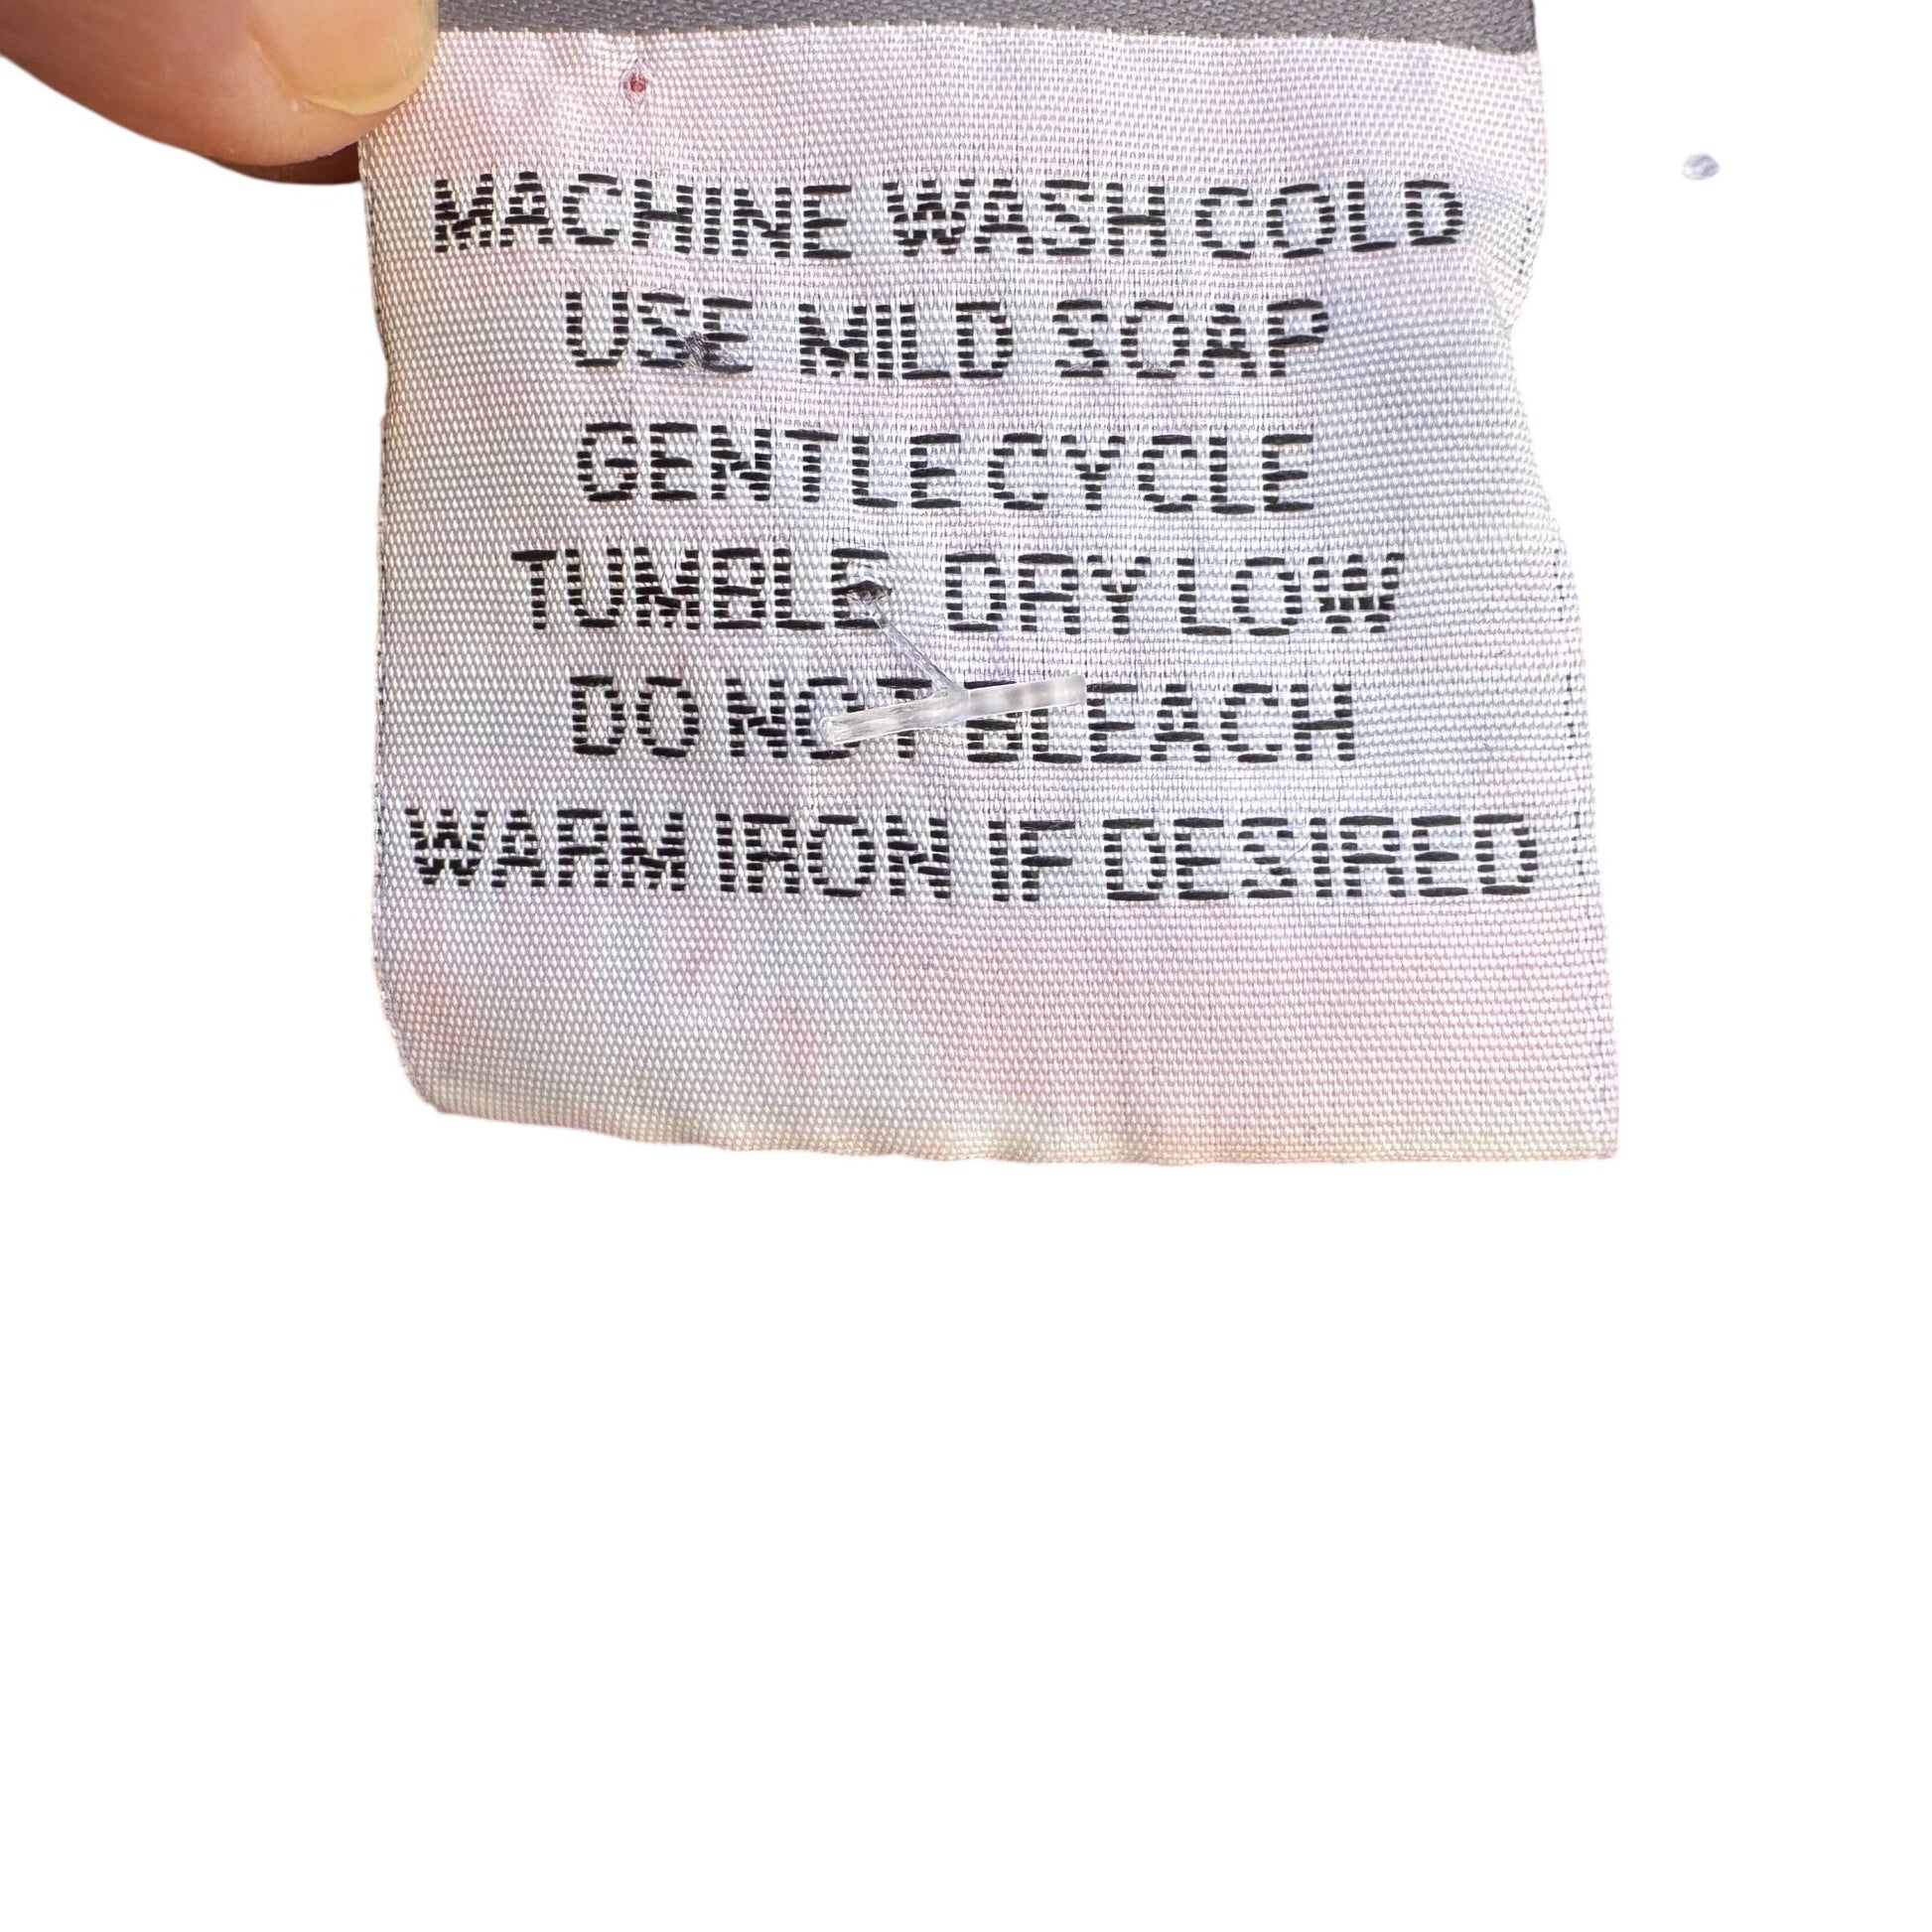 MACHINE WASH COLD
USE MILD SOAP
GENTLE CYCLE
TUMBLE DRY LOW
DO NOT BLEACH
WARM IRON IF DESIRED